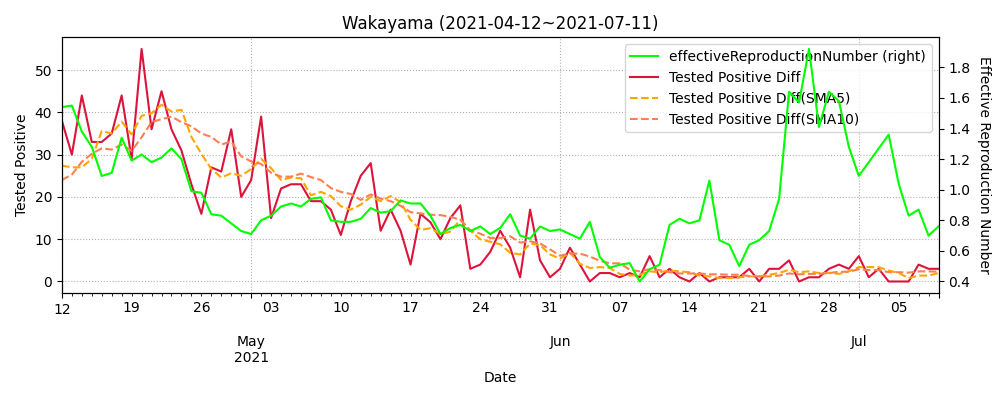 Wakayama (2021-04-12~2021-07-11)
effectiveReproductionNumber (right)
Tested Positive Diff
Tested Positive Diff(SMA5)
Tested Positive Diff(SMA10)
Tested Positive
50
40
30
20
10
0
Effective Reproduction Number
1.8
1.6
1.4
1.2
1.0
0.8
0.6
0.4
12 19 26 03 10 17 24 31 07 14 21 28 05
May Jun Jul
2021
Date